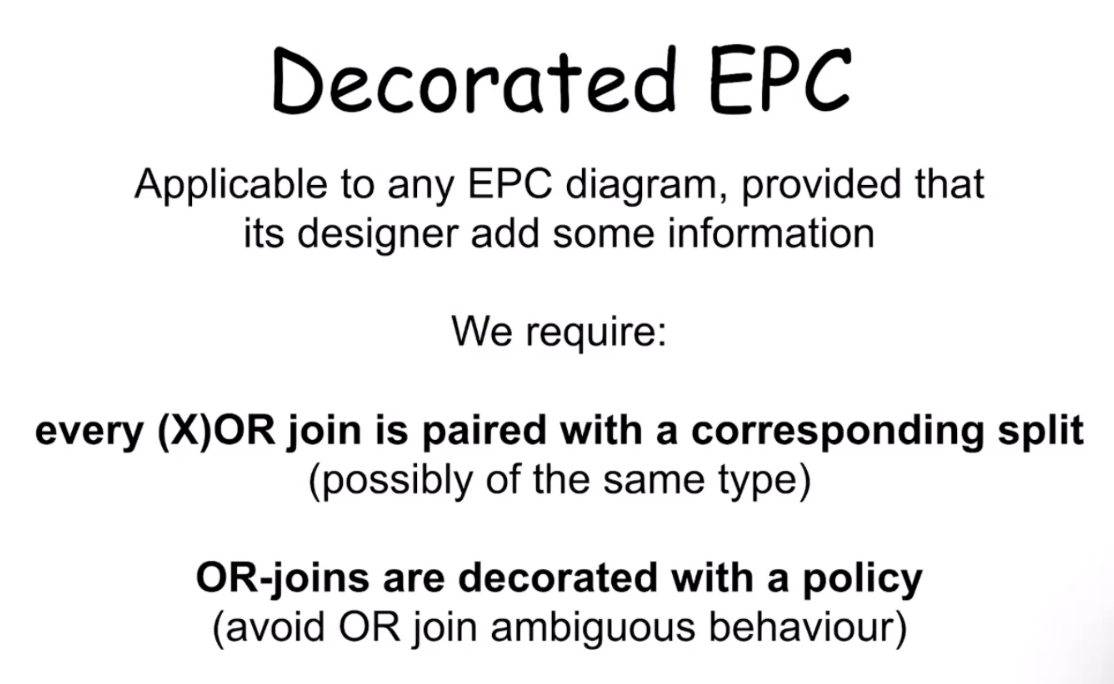 Decorated EPC
Applicable to any EPC diagram, provided that
its designer add some information
We require:
every (X)OR join is paired with a corresponding split
(possibly of the same type)
OR-joins are decorated with a policy
(avoid OR join ambiguous behaviour)